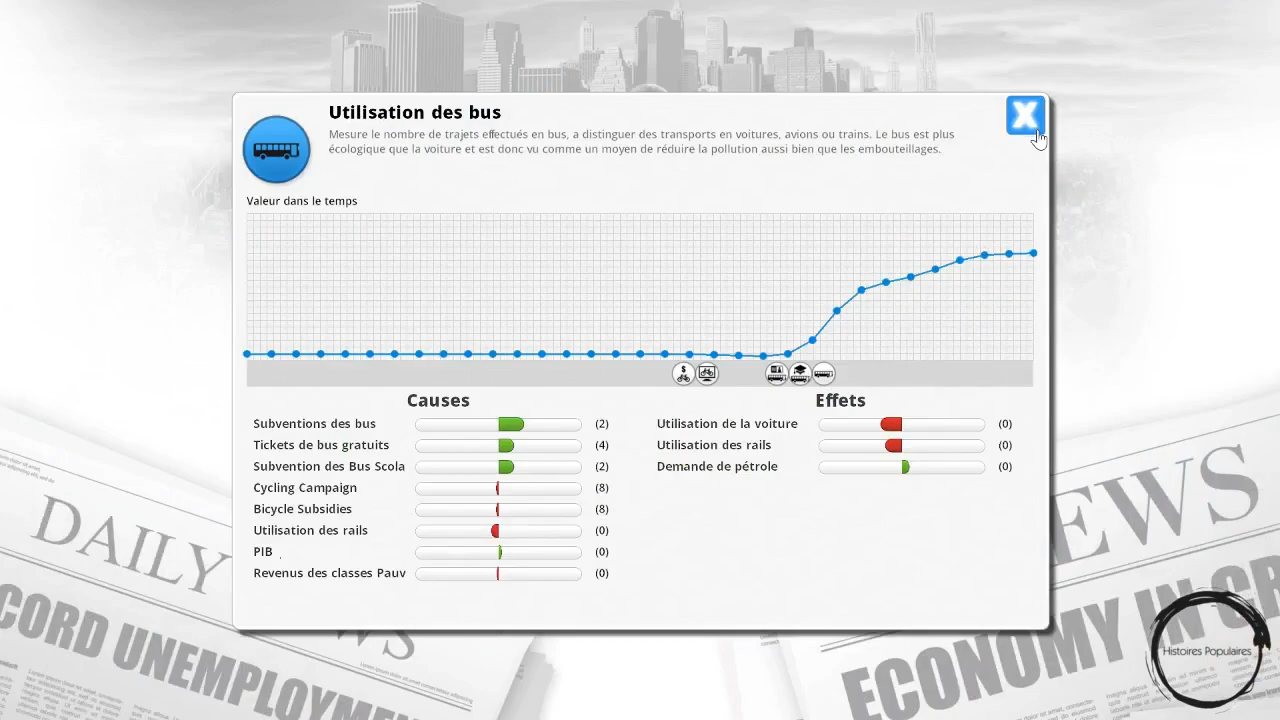 Utilisation des bus
Mesure le nombre de trajets effectués en bus, a distinguer des transports en voitures, avions ou trains. Le bus est plus
écologique que la voiture et est donc vu comme un moyen de réduire la pollution aussi bien que les embouteillages.
X
Valeur dans le temps
Causes
Subventions des bus (2)
Tickets de bus gratuits (4)
Subvention des Bus Scola (2)
Cycling Campaign (8)
Bicycle Subsidies (8)
Utilisation des rails (0)
PIB (0)
Revenus des classes Pauv (0)
Effets
Utilisation de la voiture (0)
Utilisation des rails (0)
Demande de pétrole (0)
DAILY
NEWS
CORD UNEMPLOYME
WS
ECONOMY IN CR
Histoires Populaires